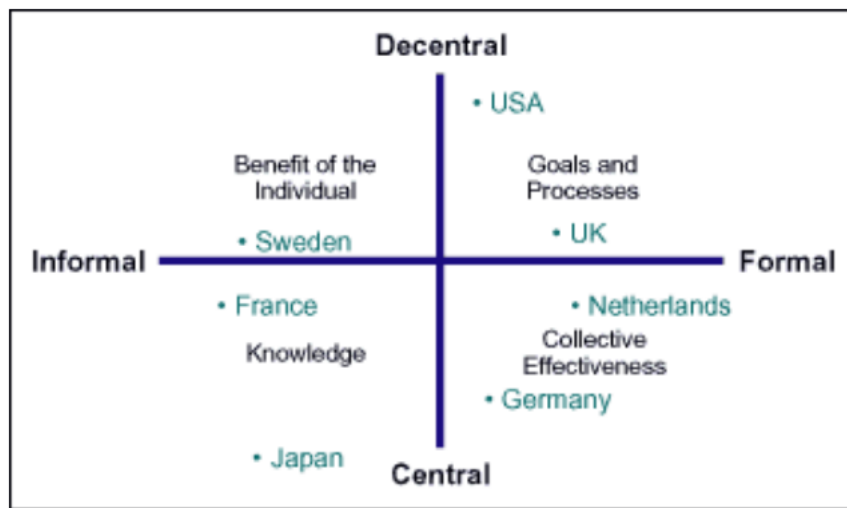 Decentral
• USA
Benefit of the
Individual
Goals and
Processes
• Sweden
• UK
Informal
Formal
• France
• Netherlands
Knowledge
Collective
Effectiveness
• Germany
• Japan
Central